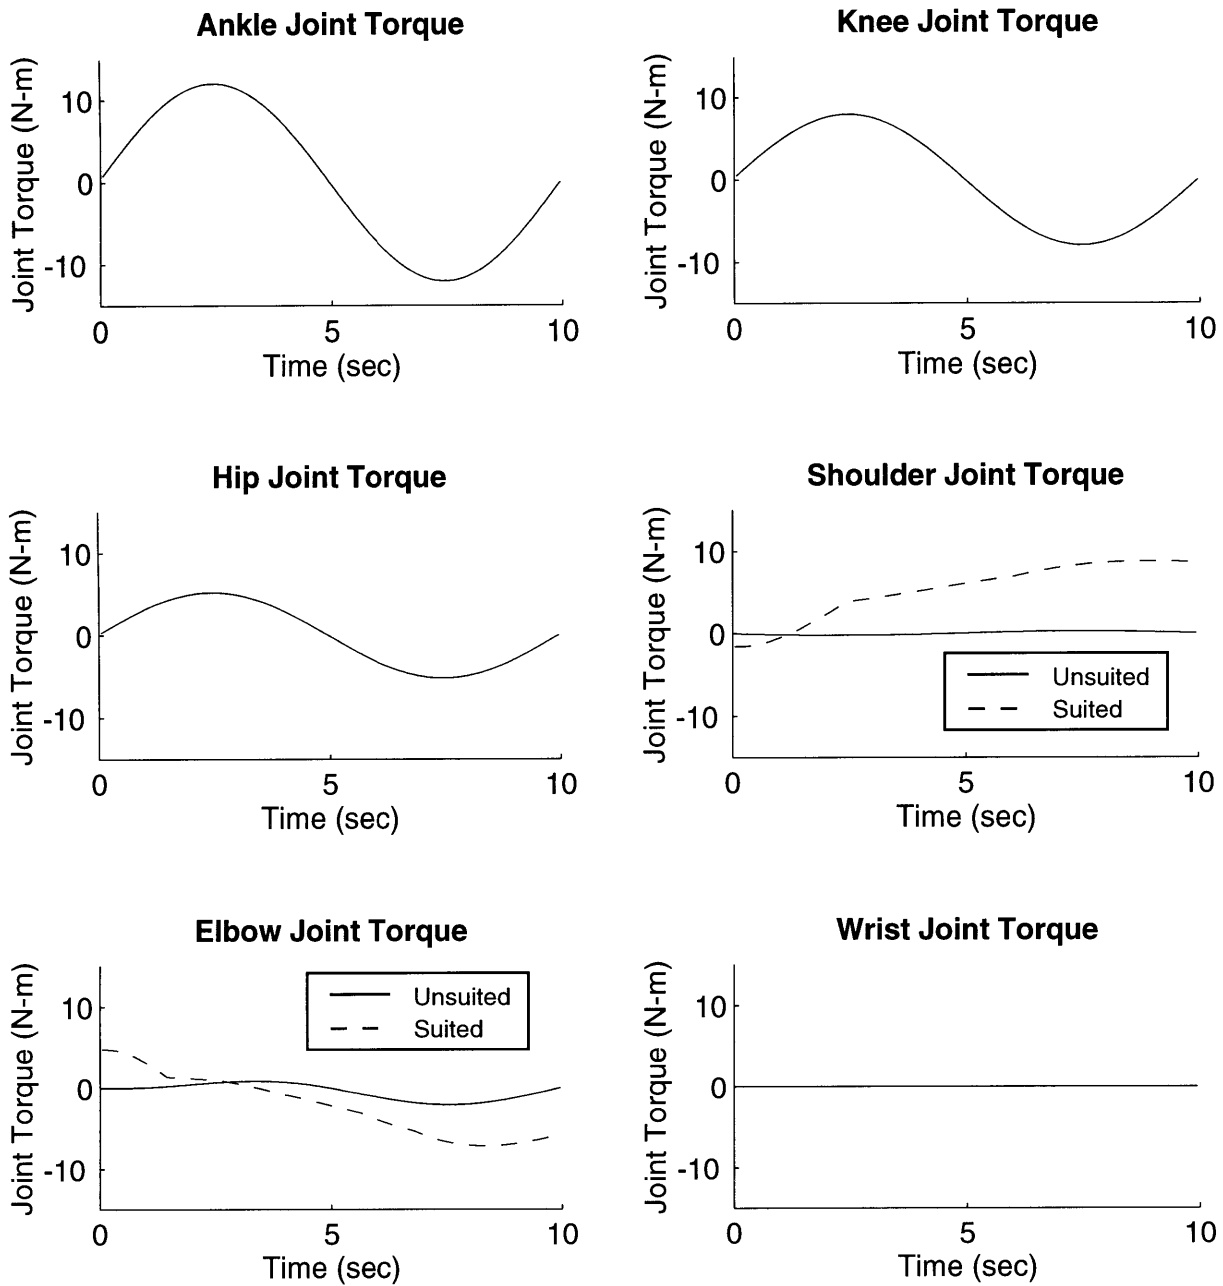 Ankle Joint Torque
Joint Torque (N-m)
10
0
-10
0 5 10
Time (sec)
Knee Joint Torque
Joint Torque (N-m)
10
0
-10
0 5 10
Time (sec)
Hip Joint Torque
Joint Torque (N-m)
10
0
-10
0 5 10
Time (sec)
Shoulder Joint Torque
Joint Torque (N-m)
10
0
-10
Unsuited
Suited
0 5 10
Time (sec)
Elbow Joint Torque
Joint Torque (N-m)
10
0
-10
Unsuited
Suited
0 5 10
Time (sec)
Wrist Joint Torque
Joint Torque (N-m)
10
0
-10
0 5 10
Time (sec)